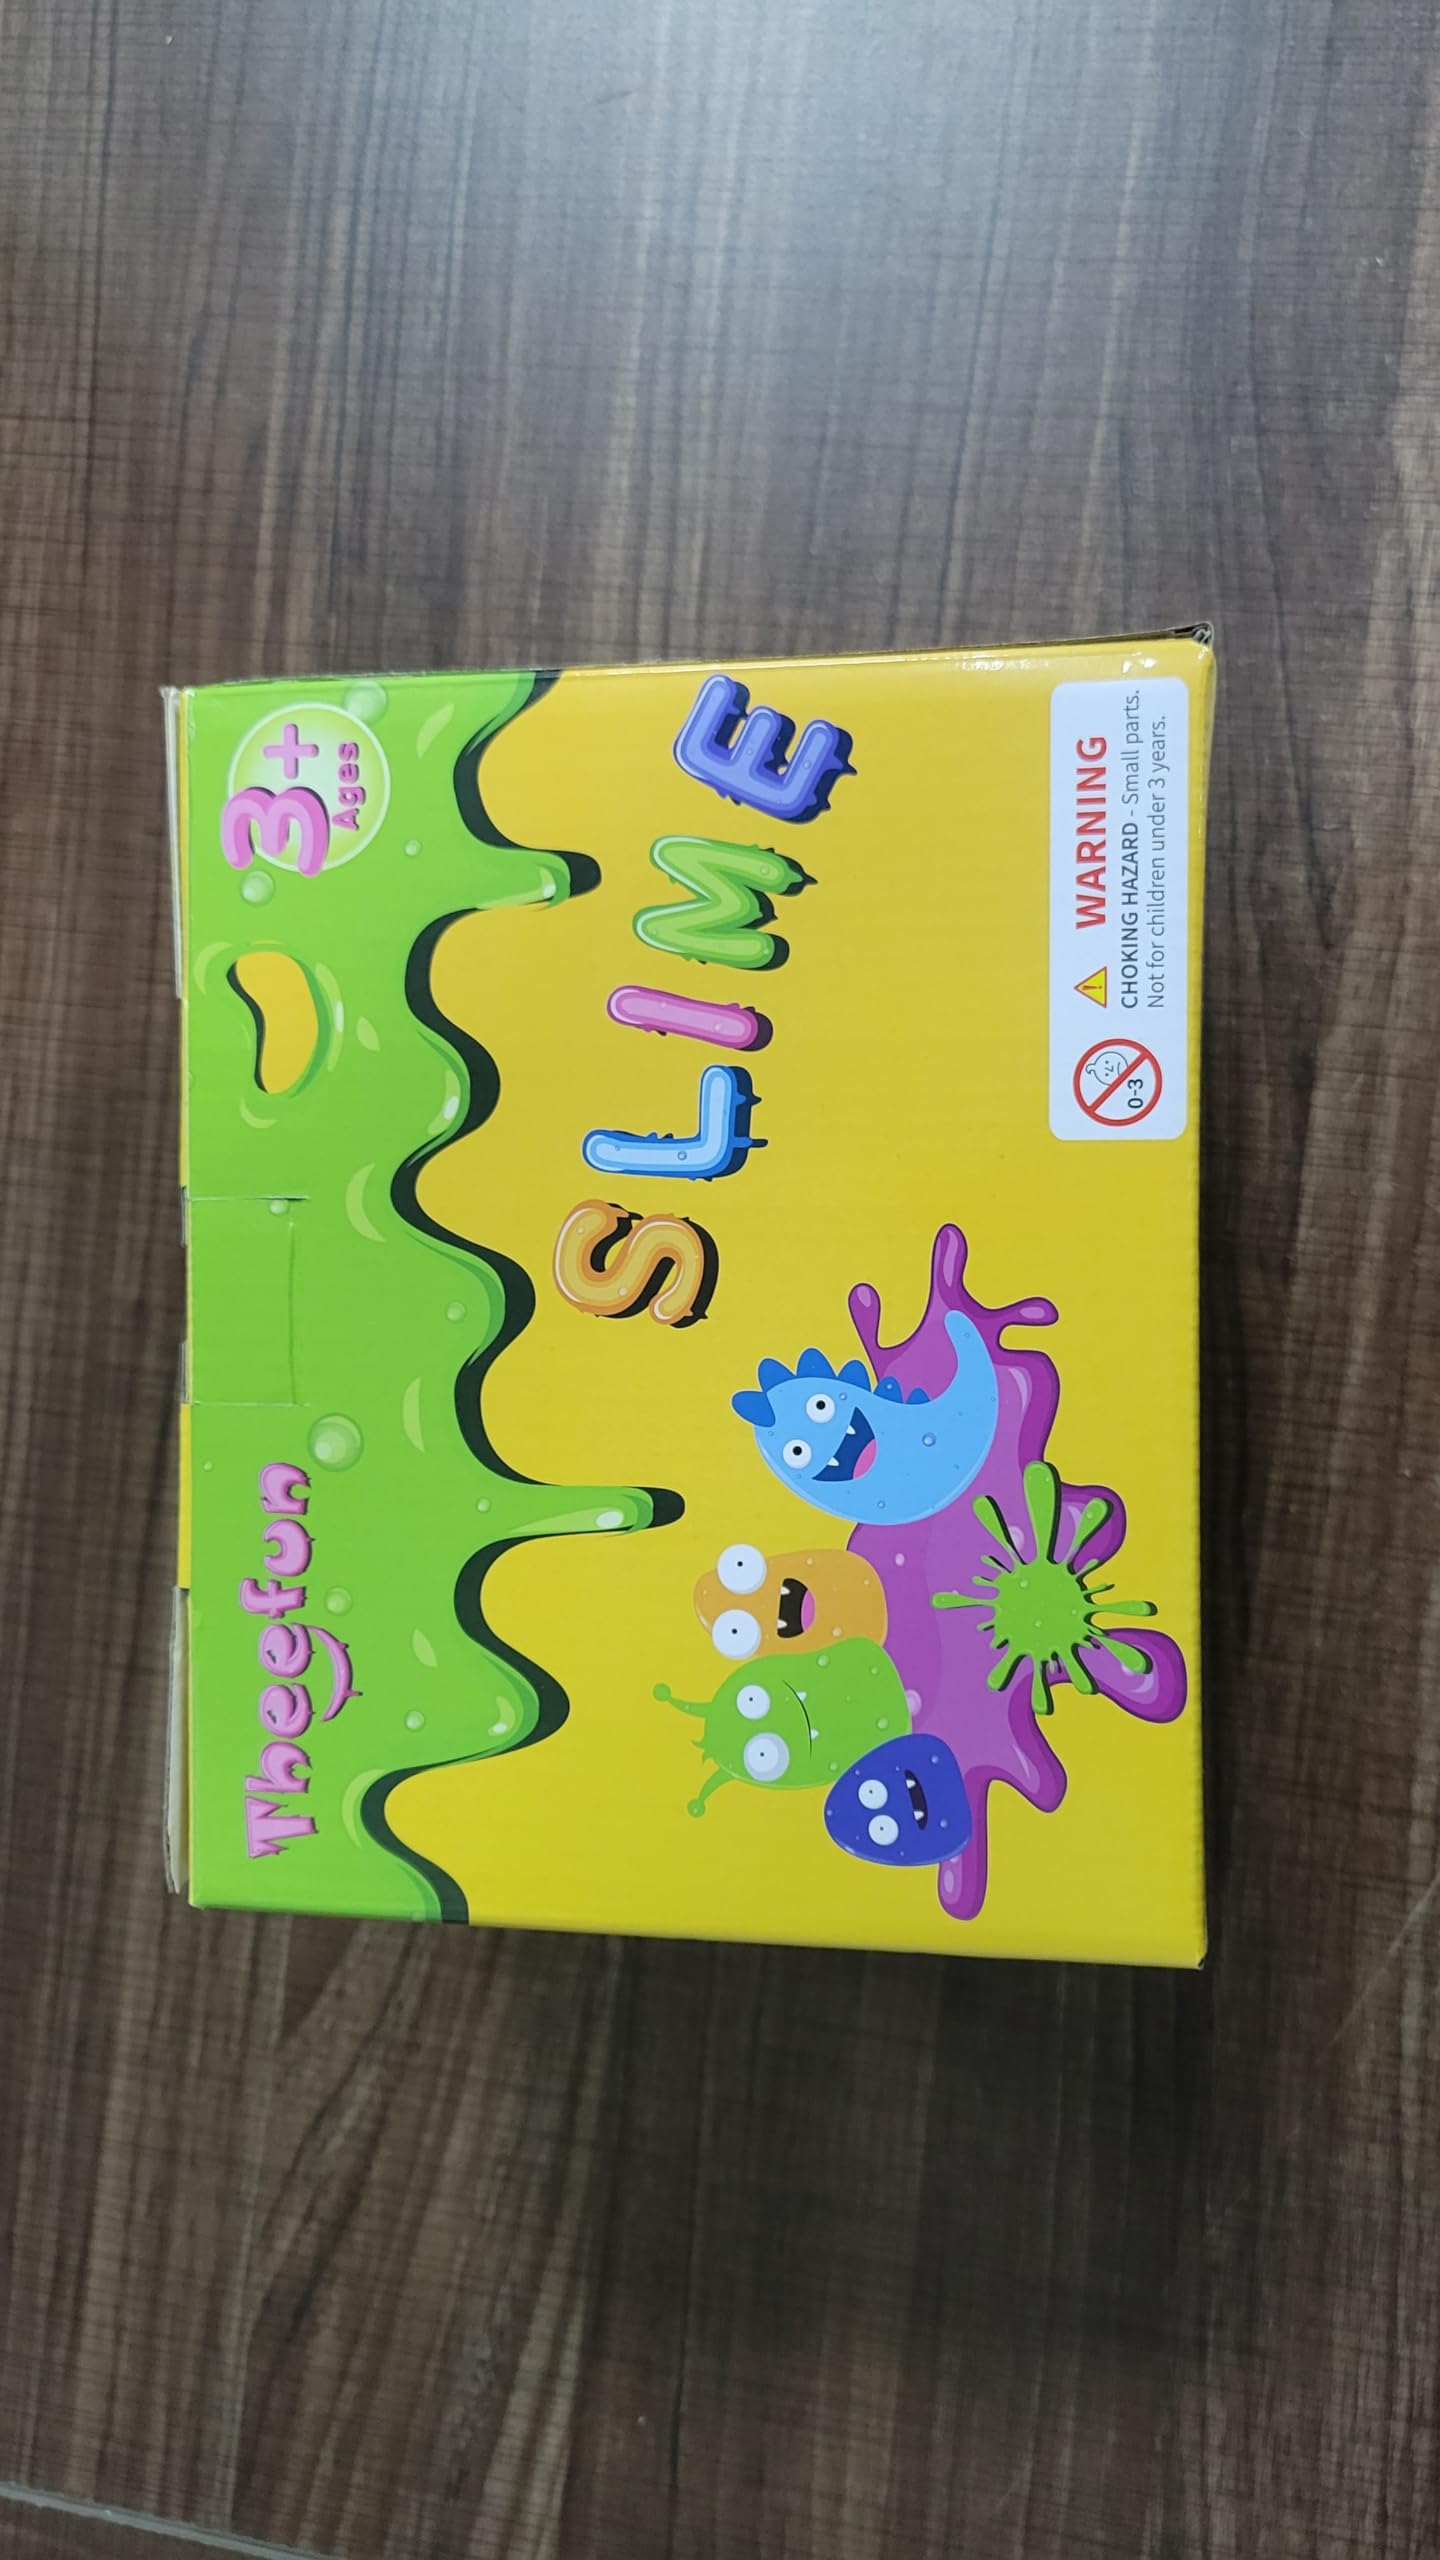 Theefun
3+
Ages
SLIME
WARNING
CHOKING HAZARD - Small parts.
Not for children under 3 years.
0-3